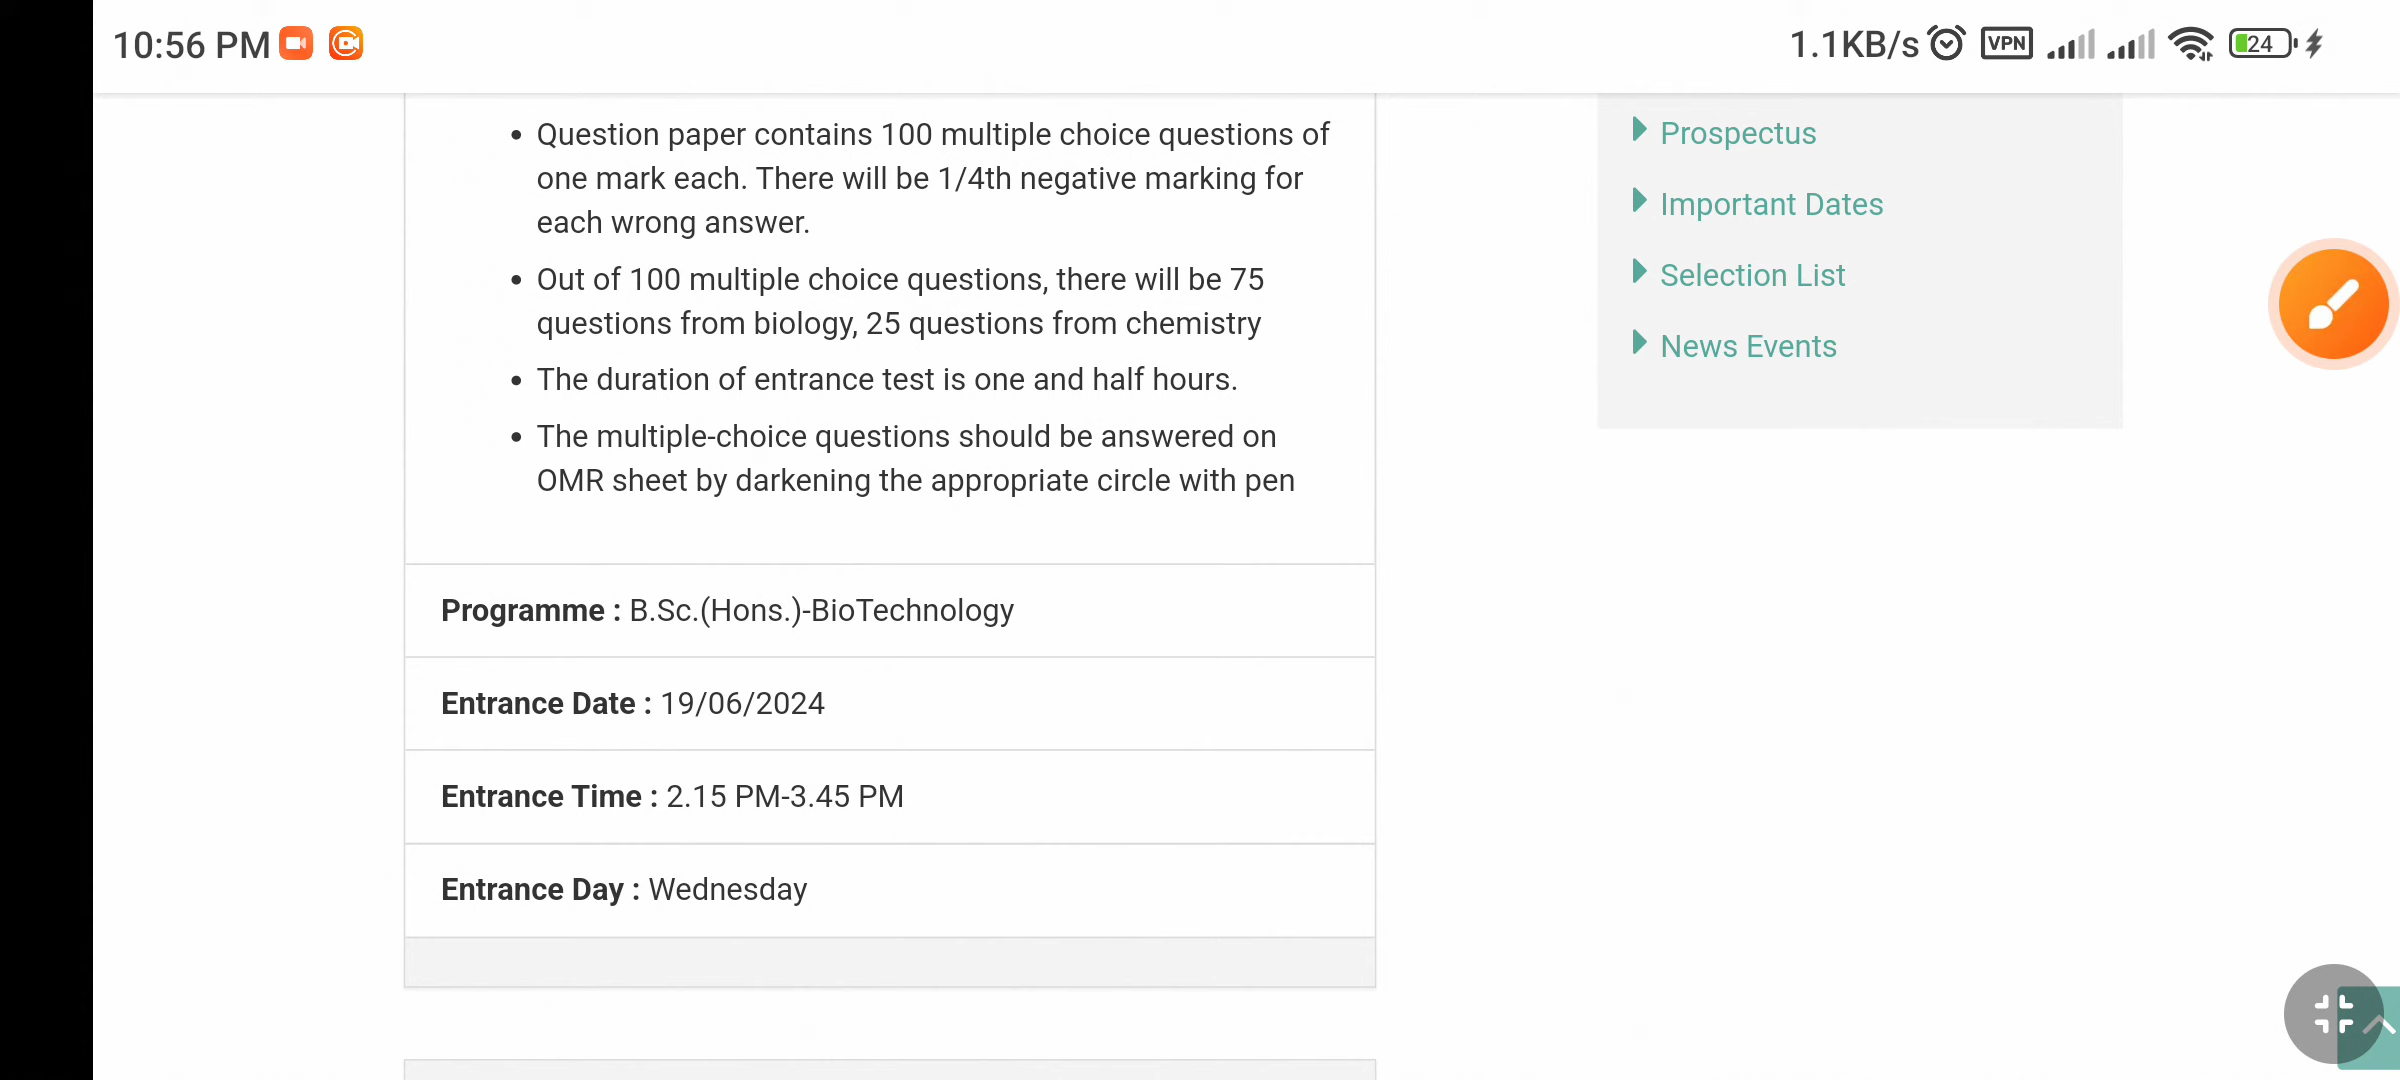 10:56 PM
1.1KB/s VPN 24
• Question paper contains 100 multiple choice questions of
one mark each. There will be 1/4th negative marking for
each wrong answer.
• Out of 100 multiple choice questions, there will be 75
questions from biology, 25 questions from chemistry
• The duration of entrance test is one and half hours.
• The multiple-choice questions should be answered on
OMR sheet by darkening the appropriate circle with pen
Programme : B.Sc.(Hons.)-BioTechnology
Entrance Date : 19/06/2024
Entrance Time : 2.15 PM-3.45 PM
Entrance Day : Wednesday
Prospectus
Important Dates
Selection List
News Events